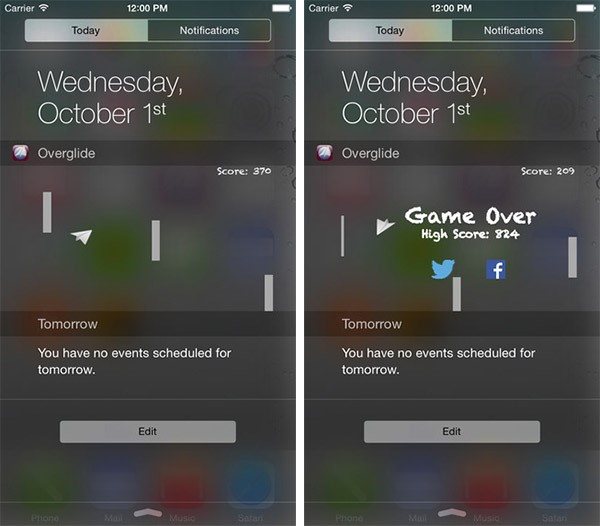 Carrier 12:00 PM
Today Notifications
Wednesday,
October 1st
Overglide
Score: 370
Tomorrow
You have no events scheduled for
tomorrow.
Edit
Phone Mail Music Safari
Carrier 12:00 PM
Today Notifications
Wednesday,
October 1st
Overglide
Score: 209
Game Over
High Score: 824
Tomorrow
You have no events scheduled for
tomorrow.
Edit
Phone Mail Music Safari